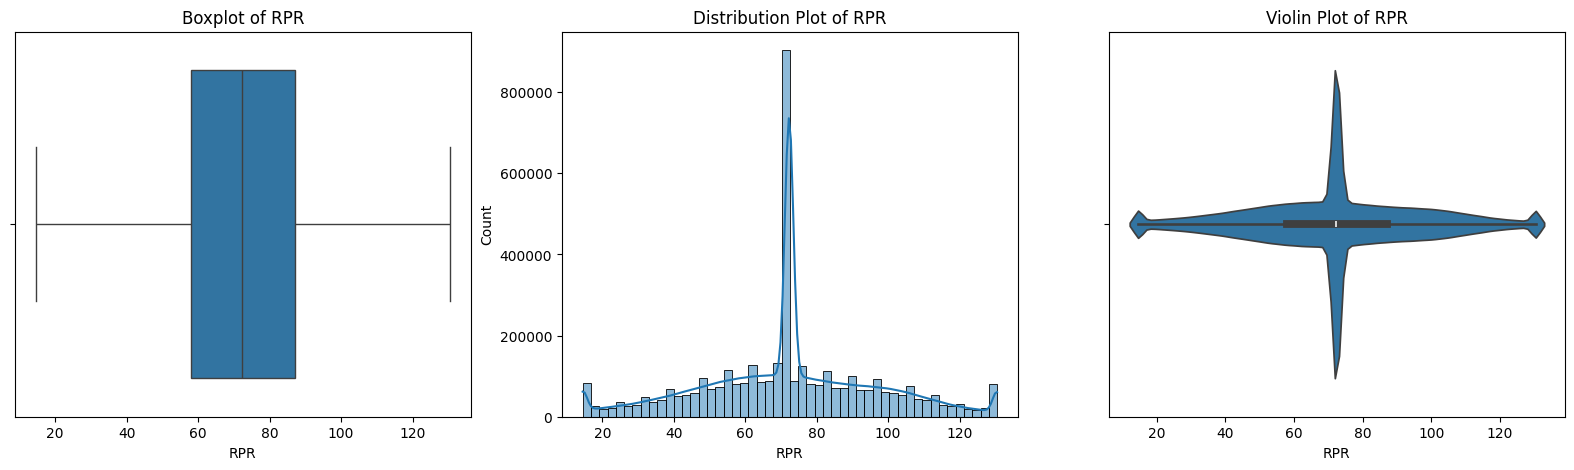 Boxplot of RPR
20 40 60 80 100 120
RPR
Distribution Plot of RPR
Count
800000
600000
400000
200000
0
20 40 60 80 100 120
RPR
Violin Plot of RPR
20 40 60 80 100 120
RPR